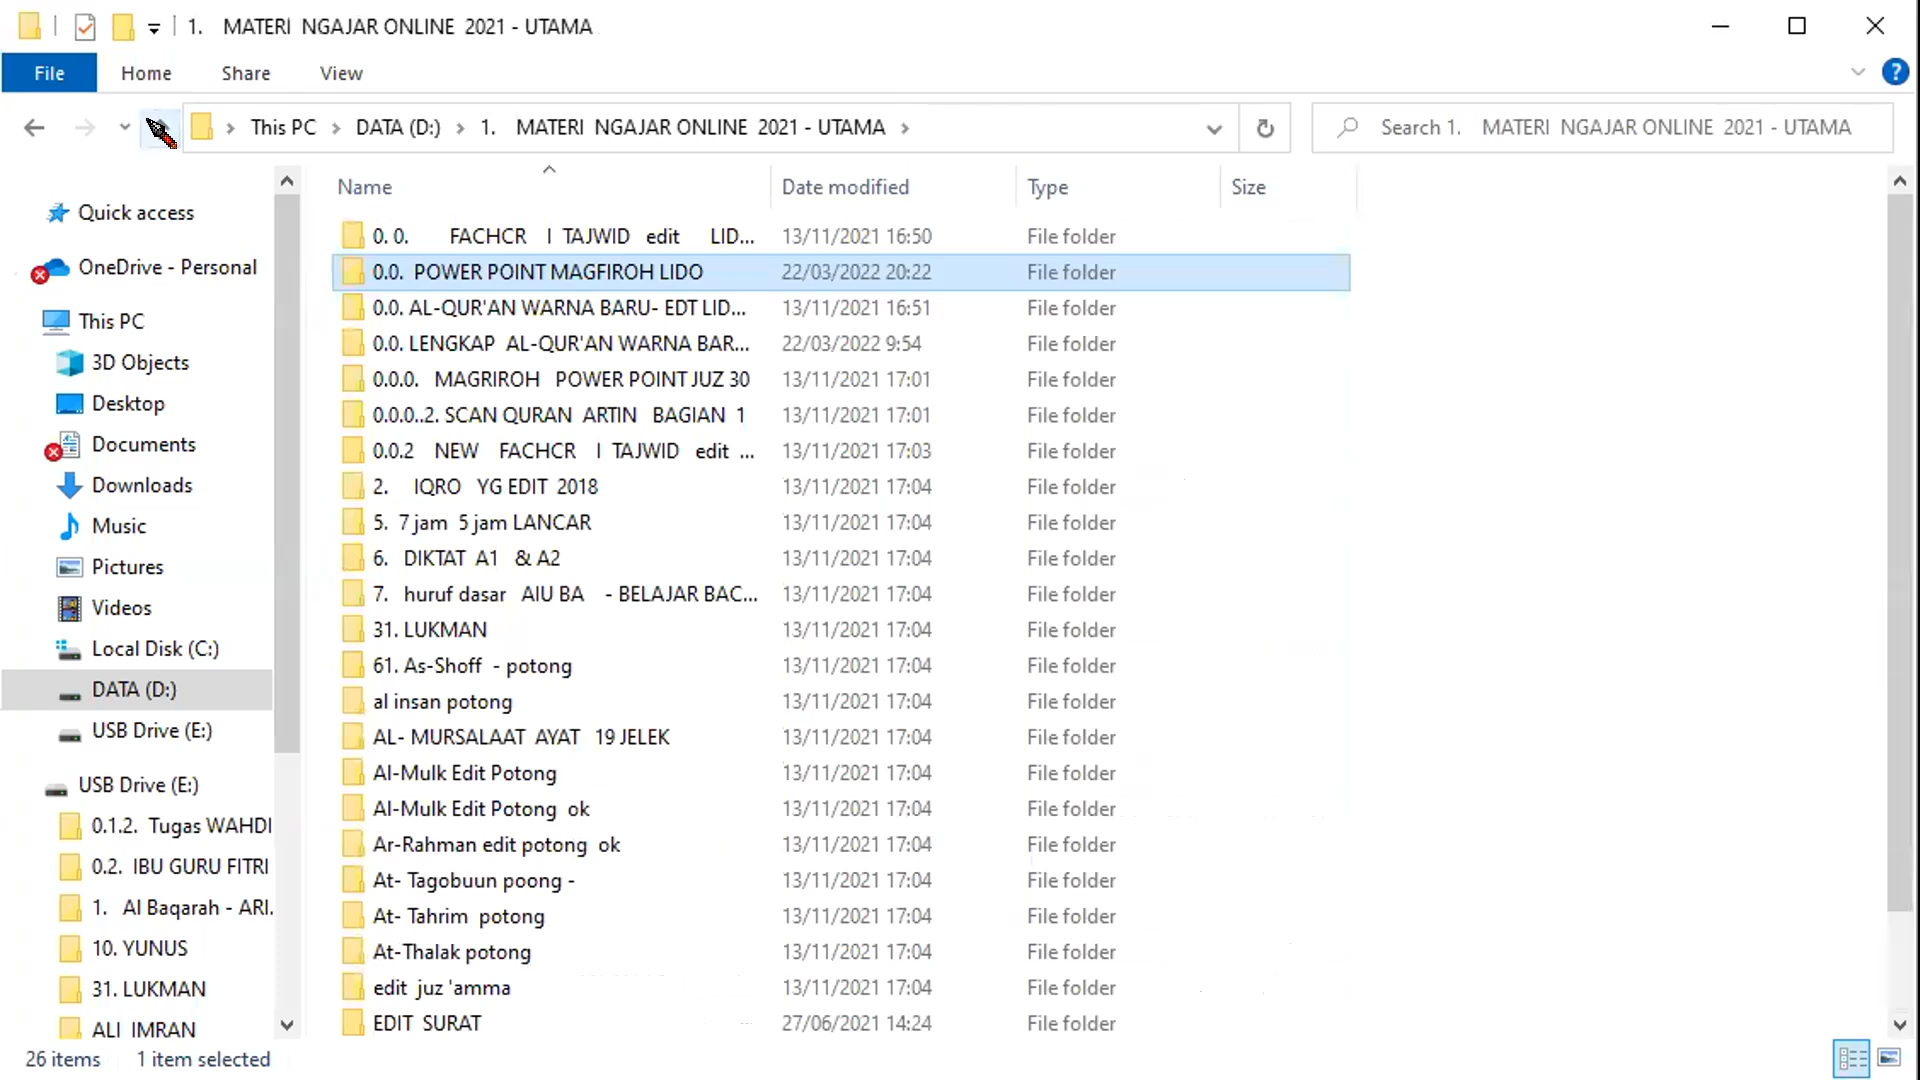 1. MATERI NGAJAR ONLINE 2021 - UTAMA
File Home Share View
This PC DATA (D:) 1. MATERI NGAJAR ONLINE 2021 - UTAMA
Search 1. MATERI NGAJAR ONLINE 2021 - UTAMA
Quick access
OneDrive - Personal
This PC
3D Objects
Desktop
Documents
Downloads
Music
Pictures
Videos
Local Disk (C:)
DATA (D:)
USB Drive (E:)
USB Drive (E:)
0.1.2. Tugas WAHDI
0.2. IBU GURU FITRI
1. Al Baqarah - ARI.
10. YUNUS
31. LUKMAN
ALI IMRAN
Name Date modified Type Size
0. 0. FACHCR I TAJWID edit LID... 13/11/2021 16:50 File folder
0.0. POWER POINT MAGFIROH LIDO 22/03/2022 20:22 File folder
0.0. AL-QUR'AN WARNA BARU- EDT LID... 13/11/2021 16:51 File folder
0.0. LENGKAP AL-QUR'AN WARNA BAR... 22/03/2022 9:54 File folder
0.0.0. MAGRIROH POWER POINT JUZ 30 13/11/2021 17:01 File folder
0.0.0..2. SCAN QURAN ARTIN BAGIAN 1 13/11/2021 17:01 File folder
0.0.2 NEW FACHCR I TAJWID edit ... 13/11/2021 17:03 File folder
2. IQRO YG EDIT 2018 13/11/2021 17:04 File folder
5. 7 jam 5 jam LANCAR 13/11/2021 17:04 File folder
6. DIKTAT A1 & A2 13/11/2021 17:04 File folder
7. huruf dasar AIU BA - BELAJAR BAC... 13/11/2021 17:04 File folder
31. LUKMAN 13/11/2021 17:04 File folder
61. As-Shoff - potong 13/11/2021 17:04 File folder
al insan potong 13/11/2021 17:04 File folder
AL- MURSALAAT AYAT 19 JELEK 13/11/2021 17:04 File folder
Al-Mulk Edit Potong 13/11/2021 17:04 File folder
Al-Mulk Edit Potong ok 13/11/2021 17:04 File folder
Ar-Rahman edit potong ok 13/11/2021 17:04 File folder
At- Tagobuun poong - 13/11/2021 17:04 File folder
At- Tahrim potong 13/11/2021 17:04 File folder
At-Thalak potong 13/11/2021 17:04 File folder
edit juz 'amma 13/11/2021 17:04 File folder
EDIT SURAT 27/06/2021 14:24 File folder
26 items 1 item selected